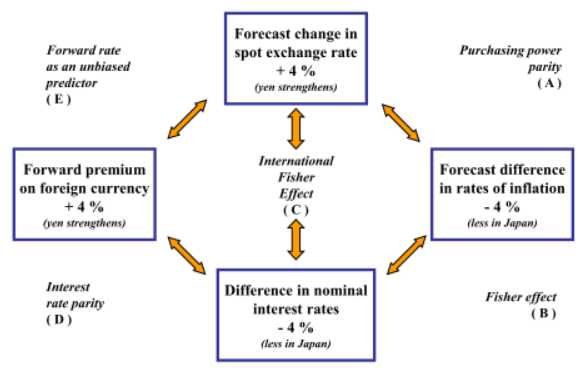 Forecast change in
spot exchange rate
+ 4 %
(yen strengthens)
Forward rate
as an unbiased
predictor
( E )
Purchasing power
parity
( A )
Forward premium
on foreign currency
+ 4 %
(yen strengthens)
International
Fisher
Effect
( C )
Forecast difference
in rates of inflation
- 4 %
(less in Japan)
Interest
rate parity
( D )
Difference in nominal
interest rates
- 4 %
(less in Japan)
Fisher effect
( B )